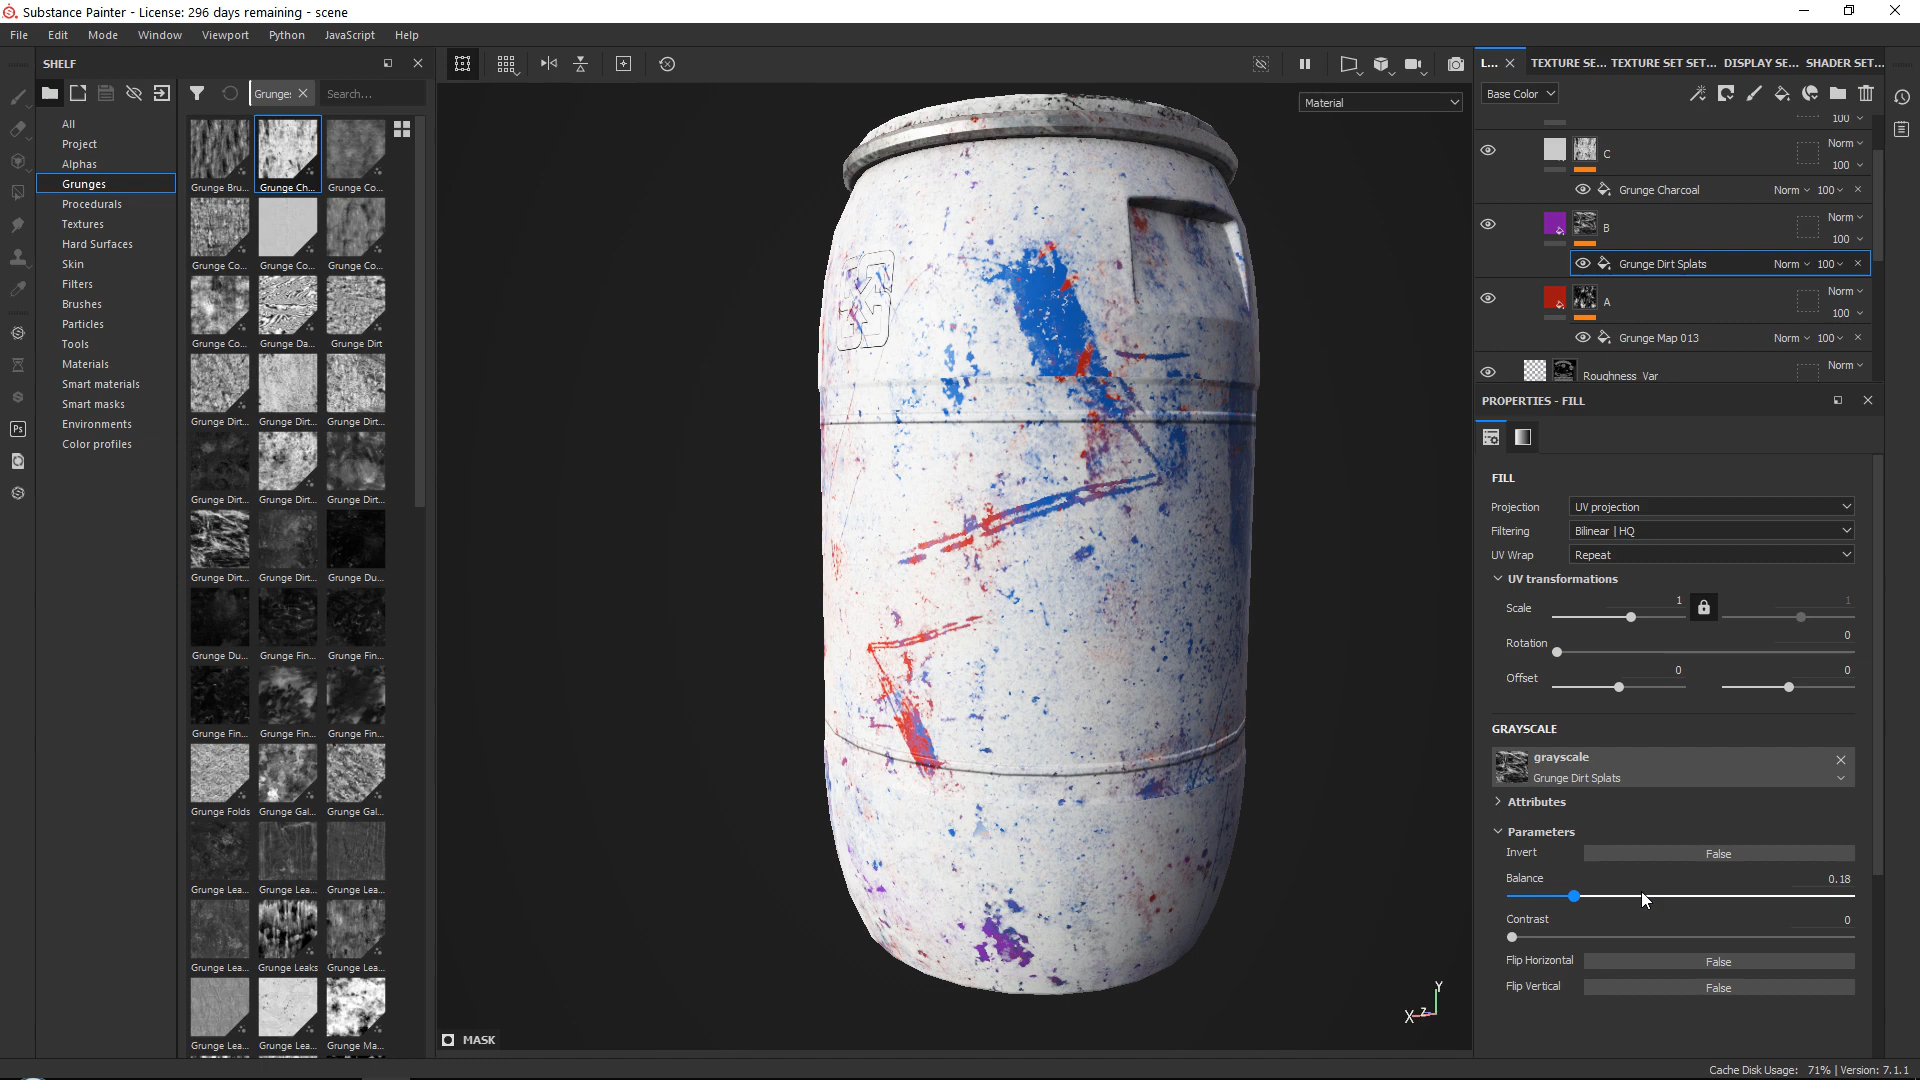 Substance Painter - License: 296 days remaining - scene
File Edit Mode Window Viewport Python JavaScript Help
SHELF
Grunge:
Search...
All
Project
Alphas
Grunges
Procedurals
Textures
Hard Surfaces
Skin
Filters
Brushes
Particles
Tools
Materials
Smart materials
Smart masks
Environments
Color profiles
Ps
Grunge Bru... Grunge Ch... Grunge Co...
Grunge Co... Grunge Co... Grunge Co...
Grunge Co... Grunge Da... Grunge Dirt
Grunge Dirt... Grunge Dirt... Grunge Dirt...
Grunge Dirt... Grunge Dirt... Grunge Dirt...
Grunge Dirt... Grunge Dirt... Grunge Du...
Grunge Du... Grunge Fin... Grunge Fin...
Grunge Fin... Grunge Fin... Grunge Fin...
Grunge Folds Grunge Gal... Grunge Gal...
Grunge Lea... Grunge Lea... Grunge Lea...
Grunge Lea... Grunge Leaks Grunge Lea...
Grunge Lea... Grunge Lea... Grunge Ma...
Material
MASK
Y
X
Z
L... TEXTURE SE... TEXTURE SET SET... DISPLAY SE... SHADER SET...
Base Color
100
C
Norm
100
Grunge Charcoal Norm 100
B
Norm
100
Grunge Dirt Splats Norm 100
A
Norm
100
Grunge Map 013 Norm 100
Roughness_Var
Norm
PROPERTIES - FILL
FILL
Projection UV projection
Filtering Bilinear | HQ
UV Wrap Repeat
UV transformations
Scale 1 1
Rotation 0
Offset 0 0
GRAYSCALE
grayscale
Grunge Dirt Splats
Attributes
Parameters
Invert False
Balance 0.18
Contrast 0
Flip Horizontal False
Flip Vertical False
Cache Disk Usage: 71% | Version: 7.1.1